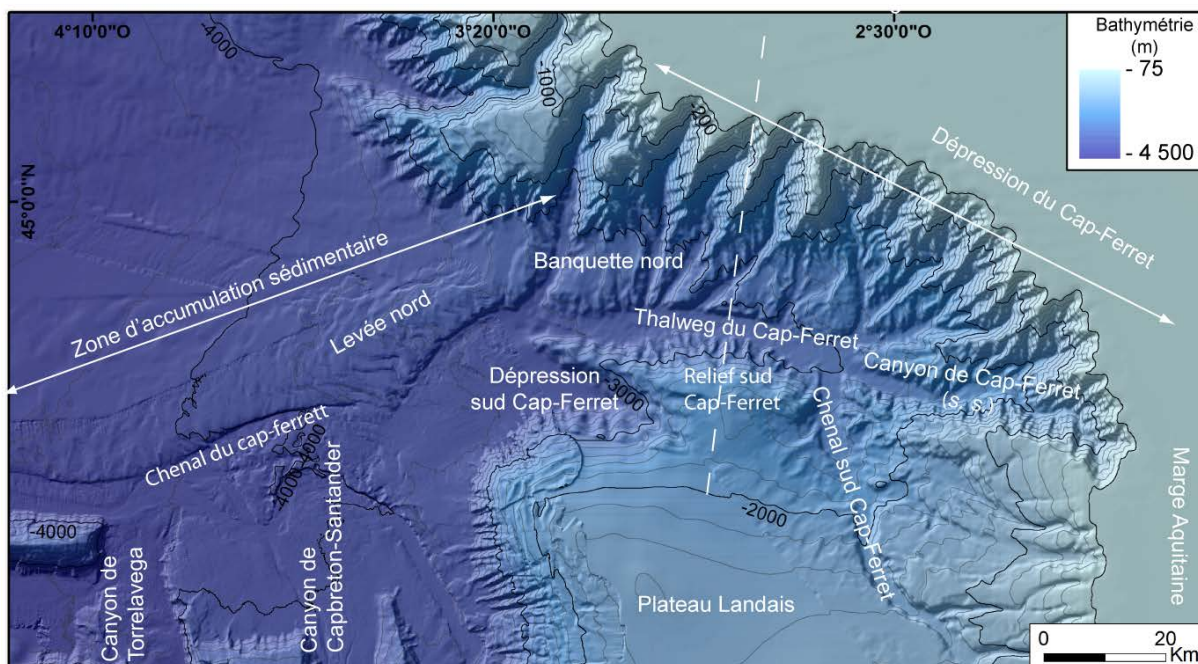 4°10'0"O
3°20'0"O
2°30'0"O
Bathymétrie
(m)
- 75
- 4 500
-4000
-1000
-200
Dépression du Cap-Ferret
45°0'0"N
Zone d'accumulation sédimentaire
Banquette nord
Levée nord
Thalweg du Cap-Ferret
Canyon de Cap-Ferret
(s. s.)
Dépression
sud Cap-Ferret
-3000
Relief sud
Cap-Ferret
Chenal sud Cap-Ferret
Chenal du cap-ferrett
-4000
-4000
-4000
-2000
Marge Aquitaine
Canyon de
Torrelavega
Canyon de
Capbreton-Santander
Plateau Landais
0 20
Km